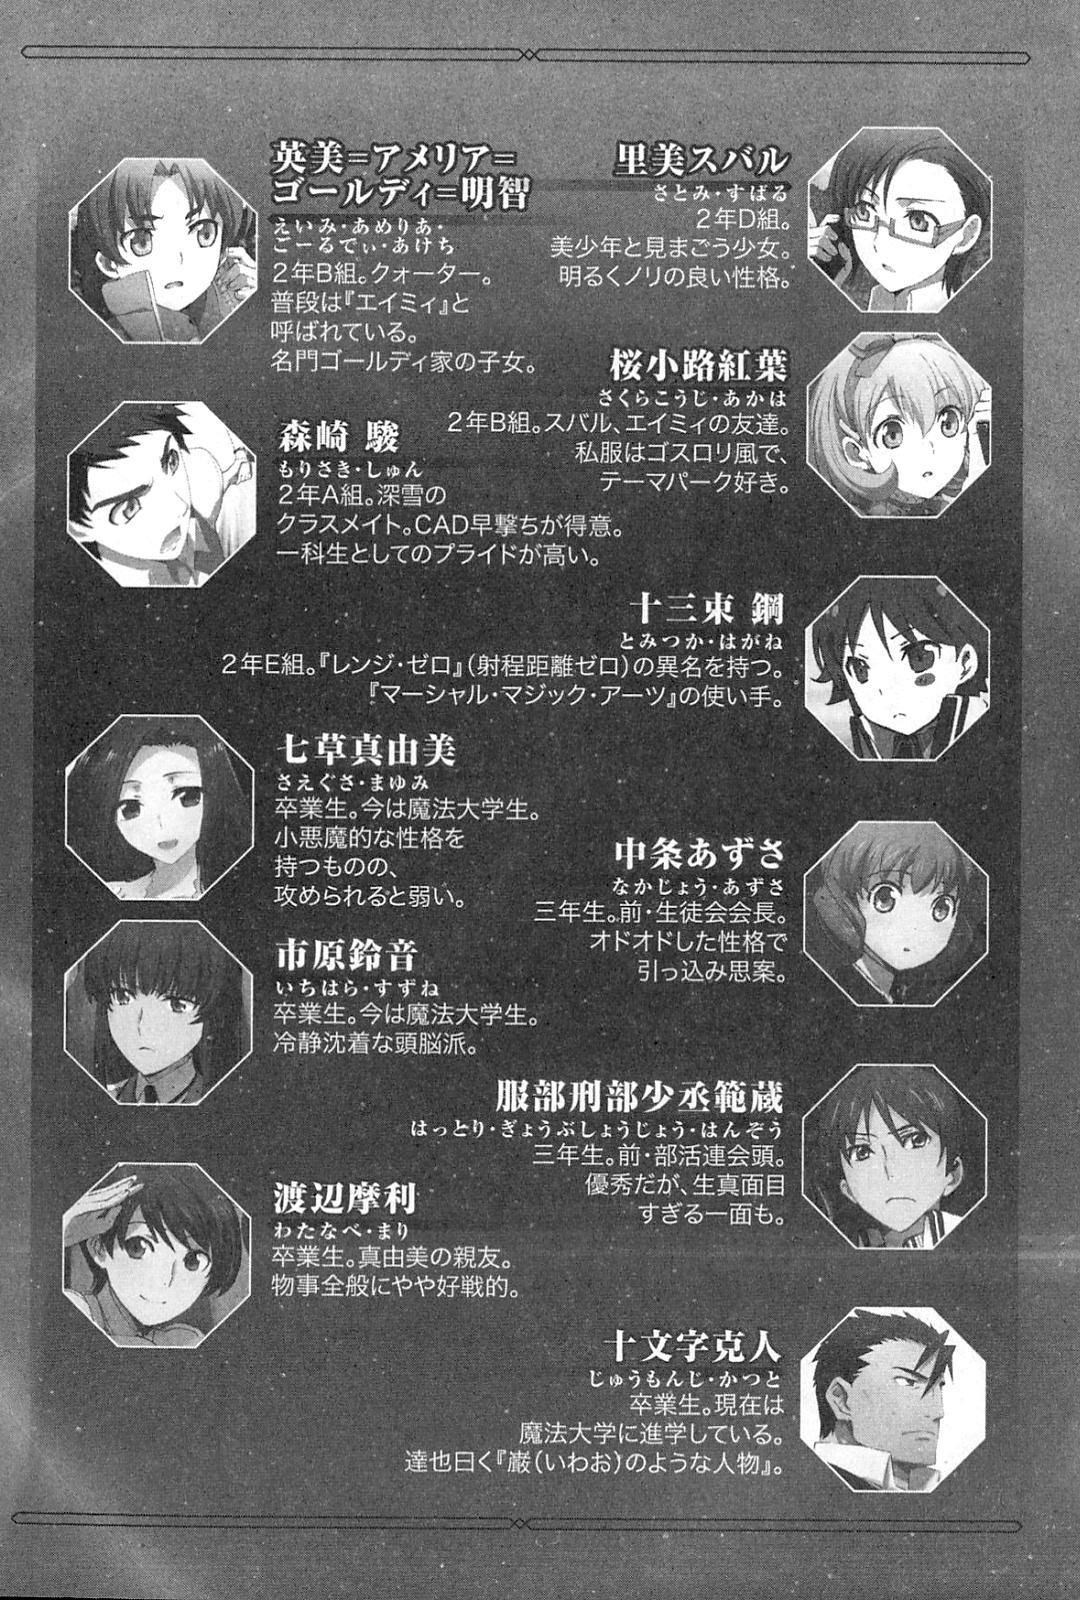 英美=アメリア=
ゴールディ=明智
えいみ・あめりあ・
ごーるでぃ・あけち
2年B組。クォーター。
普段は『エイミィ』と
呼ばれている。
名門ゴールディ家の子女。
里美スバル
さとみ・すばる
2年D組。
美少年と見まごう少女。
明るくノリの良い性格。
桜小路紅葉
さくらこうじ・あかは
2年B組。スバル、エイミィの友達。
私服はゴスロリ風で、
テーマパーク好き。
森崎 駿
もりさき・しゅん
2年A組。深雪の
クラスメイト。CAD早撃ちが得意。
一科生としてのプライドが高い。
十三束 鋼
とみつか・はがね
2年E組。『レンジ・ゼロ』(射程距離ゼロ)の異名を持つ。
『マーシャル・マジック・アーツ』の使い手。
七草真由美
さえぐさ・まゆみ
卒業生。今は魔法大学生。
小悪魔的な性格を
持つものの、
攻められると弱い。
中条あずさ
なかじょう・あずさ
三年生。前・生徒会会長。
オドオドした性格で
引っ込み思案。
市原鈴音
いちはら・すずね
卒業生。今は魔法大学生。
冷静沈着な頭脳派。
服部刑部少丞範蔵
はっとり・ぎょうぶしょうじょう・はんぞう
三年生。前・部活連会頭。
優秀だが、生真面目
すぎる一面も。
渡辺摩利
わたなべ・まり
卒業生。真由美の親友。
物事全般にやや好戦的。
十文字克人
じゅうもんじ・かつと
卒業生。現在は
魔法大学に進学している。
達也曰く『巌(いわお)のような人物』。